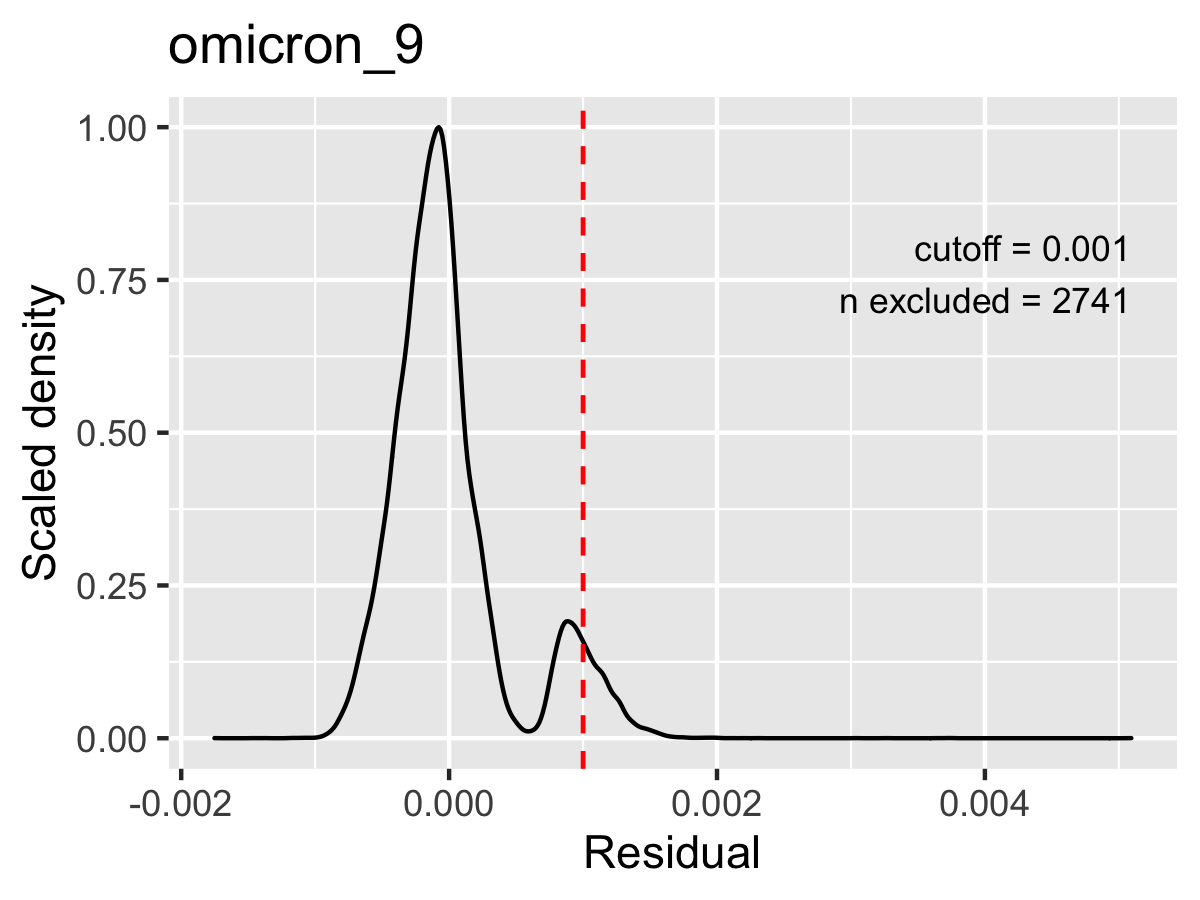 omicron_9
1.00
0.75
0.50
0.25
0.00
Scaled density
cutoff = 0.001
n excluded = 2741
-0.002
0.000
0.002
0.004
Residual